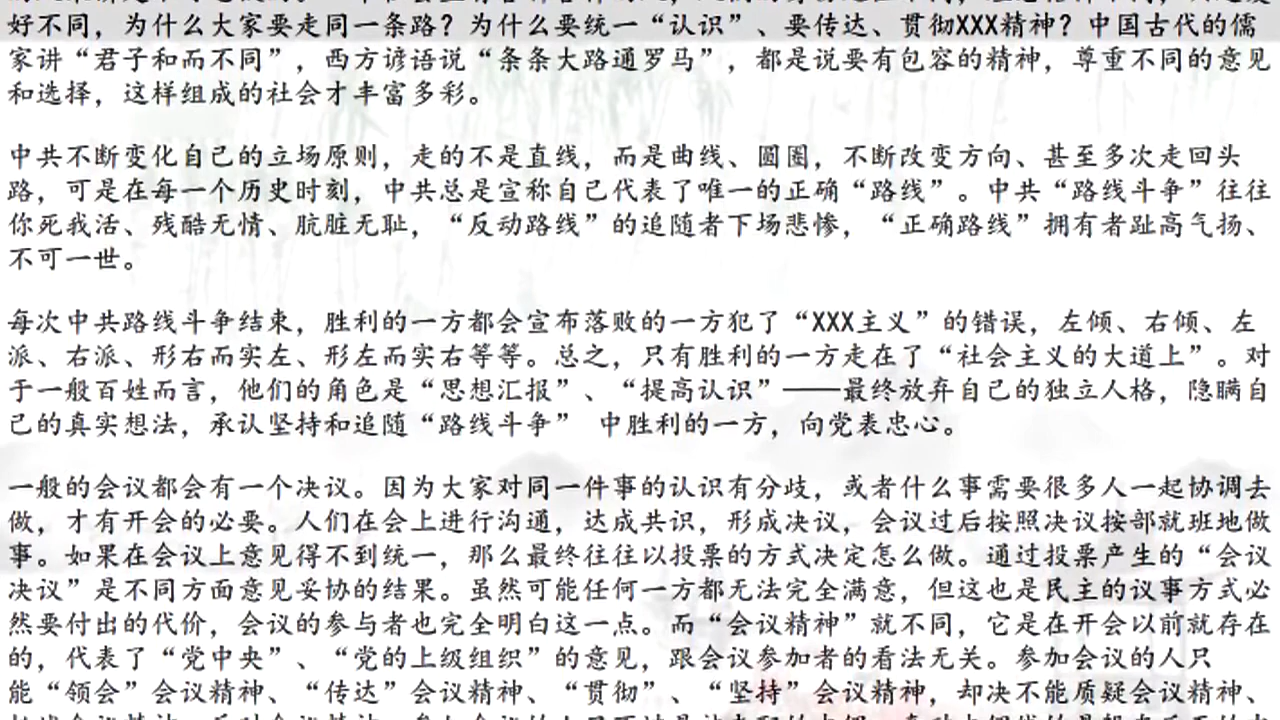 好不同，为什么大家要走同一条路？为什么要统一“认识”、要传达、贯彻XXX精神？中国古代的儒
家讲“君子和而不同”，西方谚语说“条条大路通罗马”，都是说要有包容的精神，尊重不同的意见
和选择，这样组成的社会才丰富多彩。
中共不断变化自己的立场原则，走的不是直线，而是曲线、圆圈，不断改变方向、甚至多次走回头
路，可是在每一个历史时刻，中共总是宣称自己代表了唯一的正确“路线”。中共“路线斗争”往往
你死我活、残酷无情、肮脏无耻，“反动路线”的追随者下场悲惨，“正确路线”拥有者趾高气扬、
不可一世。
每次中共路线斗争结束，胜利的一方都会宣布落败的一方犯了“XXX主义”的错误，左倾、右倾、左
派、右派、形右而实左、形左而实右等等。总之，只有胜利的一方走在了“社会主义的大道上”。对
于一般百姓而言，他们的角色是“思想汇报”、“提高认识”——最终放弃自己的独立人格，隐瞒自
己的真实想法，承认坚持和追随“路线斗争” 中胜利的一方，向党表忠心。
一般的会议都会有一个决议。因为大家对同一件事的认识有分歧，或者什么事需要很多人一起协调去
做，才有开会的必要。人们在会上进行沟通，达成共识，形成决议，会议过后按照决议按部就班地做
事。如果在会议上意见得不到统一，那么最终往往以投票的方式决定怎么做。通过投票产生的“会议
决议”是不同方面意见妥协的结果。虽然可能任何一方都无法完全满意，但这也是民主的议事方式必
然要付出的代价，会议的参与者也完全明白这一点。而“会议精神”就不同，它是在开会以前就存在
的，代表了“党中央”、“党的上级组织”的意见，跟会议参加者的看法无关。参加会议的人只
能“领会”会议精神、“传达”会议精神、“贯彻”、“坚持”会议精神，却决不能质疑会议精神、